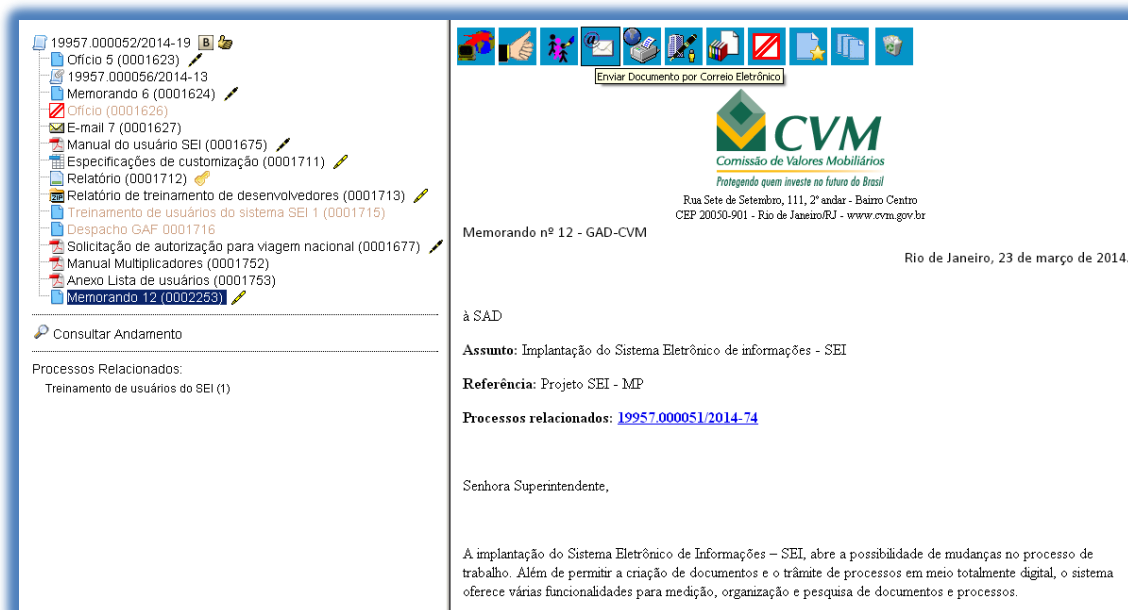 19957.000052/2014-19 B
Ofício 5 (0001623)
19957.000056/2014-13
Memorando 6 (0001624)
Ofício (0001626)
E-mail 7 (0001627)
Manual do usuário SEI (0001675)
Especificações de customização (0001711)
Relatório (0001712)
ZIP Relatório de treinamento de desenvolvedores (0001713)
Treinamento de usuários do sistema SEI 1 (0001715)
Despacho GAF 0001716
Solicitação de autorização para viagem nacional (0001677)
Manual Multiplicadores (0001752)
Anexo Lista de usuários (0001753)
Memorando 12 (0002253)
Consultar Andamento
Processos Relacionados:
Treinamento de usuários do SEI (1)
Enviar Documento por Correio Eletrônico
CVM
Comissão de Valores Mobiliários
Protegendo quem investe no futuro do Brasil
Rua Sete de Setembro, 111, 2º andar - Bairro Centro
CEP 20050-901 - Rio de Janeiro/RJ - www.cvm.gov.br
Memorando nº 12 - GAD-CVM
Rio de Janeiro, 23 de março de 2014.
à SAD
Assunto: Implantação do Sistema Eletrônico de informações - SEI
Referência: Projeto SEI - MP
Processos relacionados: 19957.000051/2014-74
Senhora Superintendente,
A implantação do Sistema Eletrônico de Informações – SEI, abre a possibilidade de mudanças no processo de
trabalho. Além de permitir a criação de documentos e o trâmite de processos em meio totalmente digital, o sistema
oferece várias funcionalidades para medição, organização e pesquisa de documentos e processos.